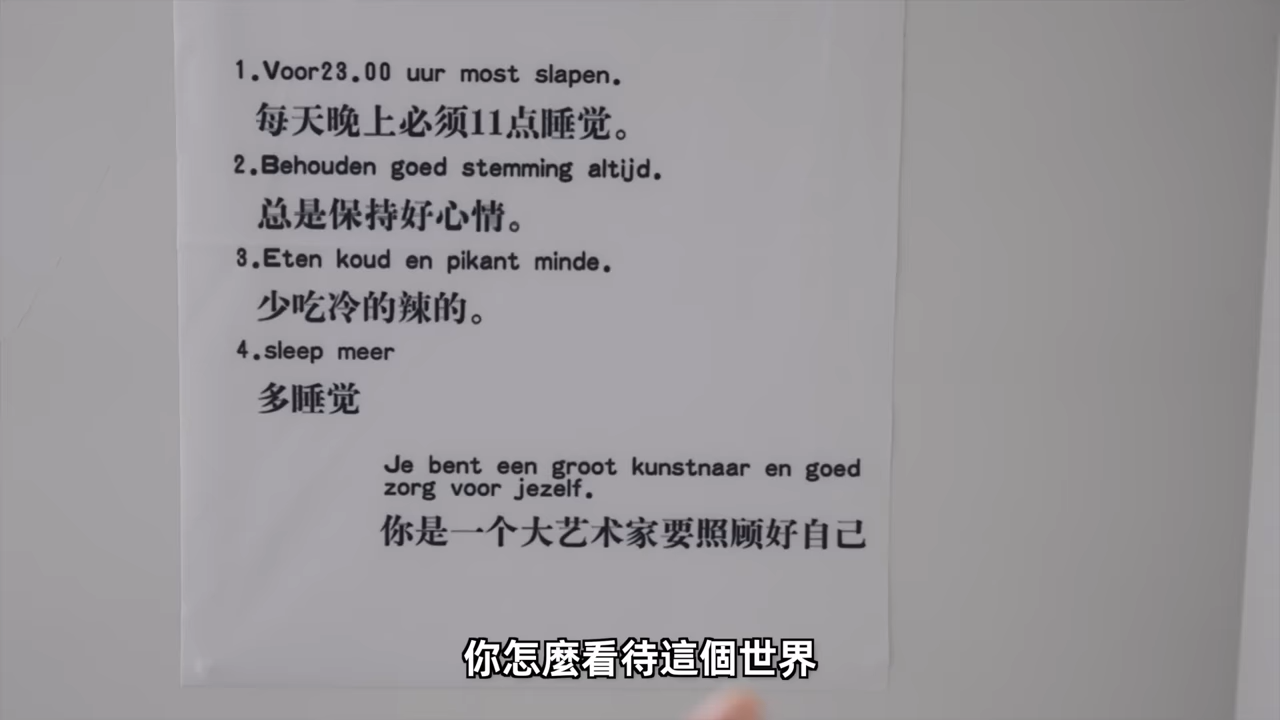 1.Voor23.00 uur most slapen.
每天晚上必须11点睡觉。
2.Behouden goed stemming altijd.
总是保持好心情。
3.Eten koud en pikant minde.
少吃冷的辣的。
4.sleep meer
多睡觉
Je bent een groot kunstnaar en goed
zorg voor jezelf.
你是一个大艺术家要照顾好自己
你怎麼看待這個世界